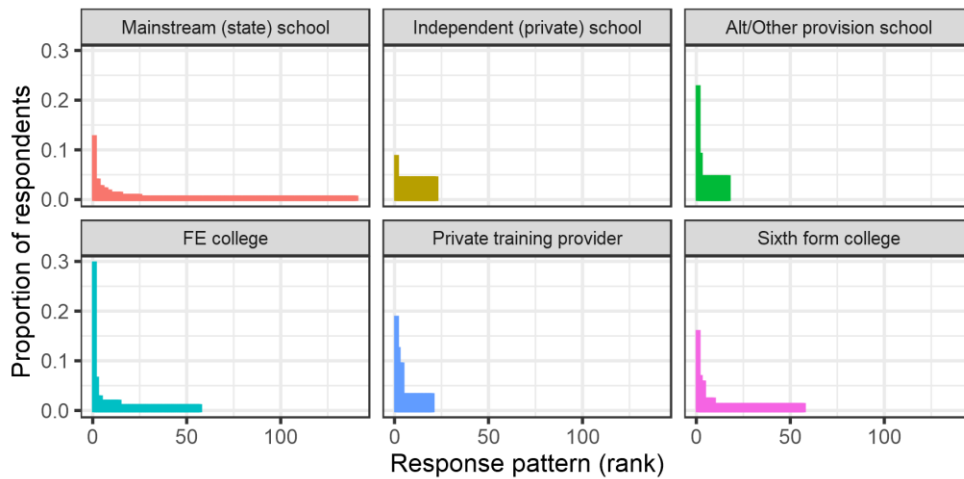 Mainstream (state) school
Independent (private) school
Alt/Other provision school
0.3
0.2
0.1
0.0
FE college
Private training provider
Sixth form college
0.3
0.2
0.1
0.0
0
50
100
0
50
100
0
50
100
Proportion of respondents
Response pattern (rank)